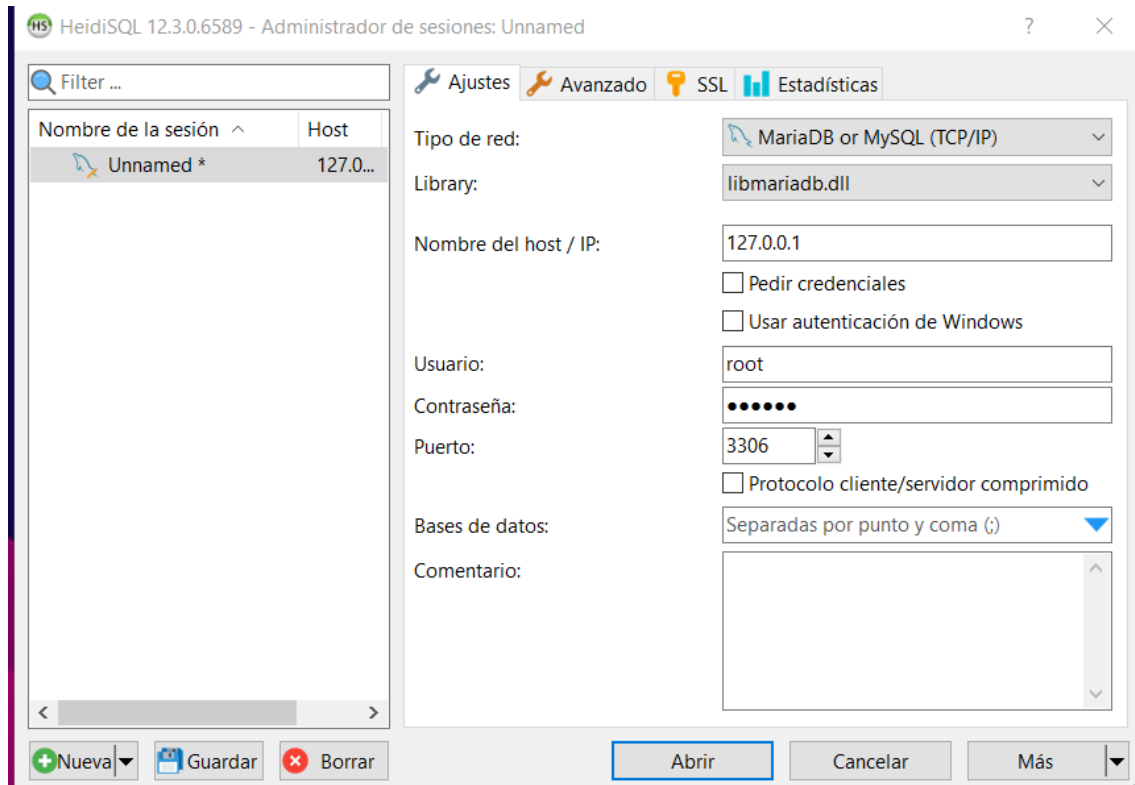 HS HeidiSQL 12.3.0.6589 - Administrador de sesiones: Unnamed ?
Filter ...
Nombre de la sesión Host
Unnamed * 127.0...
Ajustes Avanzado SSL Estadísticas
Tipo de red: MariaDB or MySQL (TCP/IP)
Library: libmariadb.dll
Nombre del host / IP: 127.0.0.1
Pedir credenciales
Usar autenticación de Windows
Usuario: root
Contraseña: ●●●●●●
Puerto: 3306
Protocolo cliente/servidor comprimido
Bases de datos: Separadas por punto y coma (;)
Comentario:
Nueva Guardar Borrar Abrir Cancelar Más